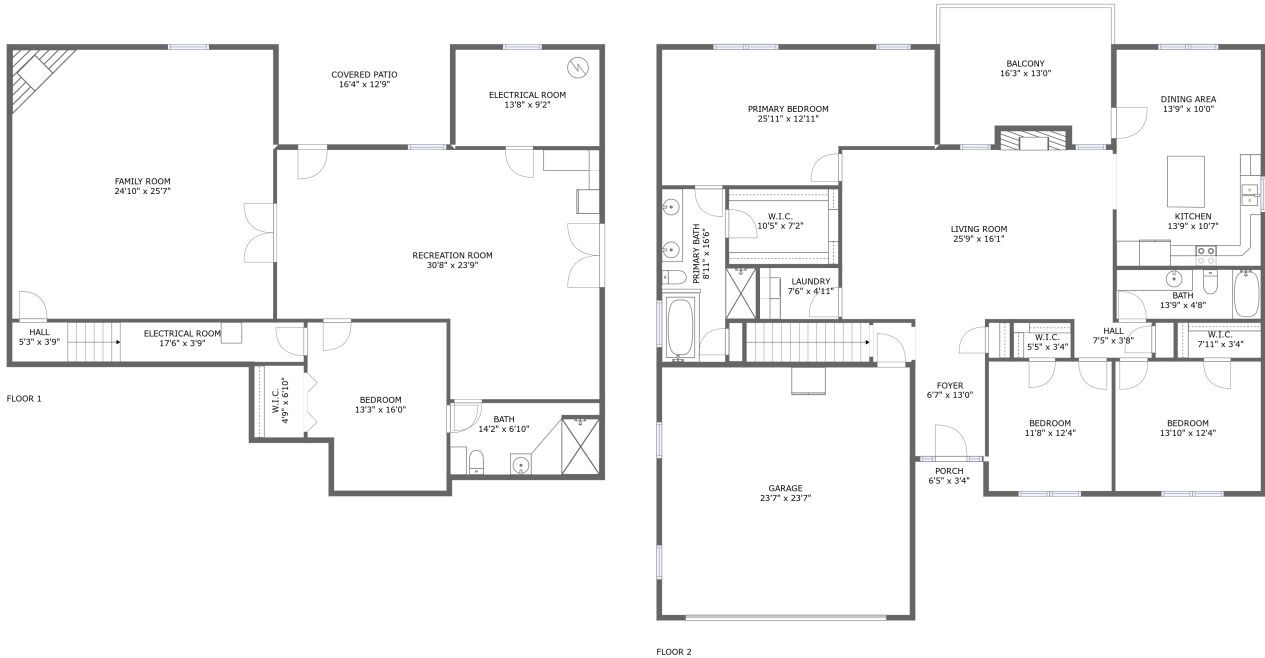 COVERED PATIO
16'4" x 12'9"
ELECTRICAL ROOM
13'8" x 9'2"
FAMILY ROOM
24'10" x 25'7"
RECREATION ROOM
30'8" x 23'9"
HALL
5'3" x 3'9"
ELECTRICAL ROOM
17'6" x 3'9"
W.I.C.
4'9" x 6'10"
BEDROOM
13'3" x 16'0"
BATH
14'2" x 6'10"
FLOOR 1
BALCONY
16'3" x 13'0"
PRIMARY BEDROOM
25'11" x 12'11"
DINING AREA
13'9" x 10'0"
W.I.C.
10'5" x 7'2"
PRIMARY BATH
8'11" x 16'6"
LIVING ROOM
25'9" x 16'1"
KITCHEN
13'9" x 10'7"
LAUNDRY
7'6" x 4'11"
BATH
13'9" x 4'8"
HALL
7'5" x 3'8"
W.I.C.
5'5" x 3'4"
W.I.C.
7'11" x 3'4"
FOYER
6'7" x 13'0"
BEDROOM
11'8" x 12'4"
BEDROOM
13'10" x 12'4"
PORCH
6'5" x 3'4"
GARAGE
23'7" x 23'7"
FLOOR 2